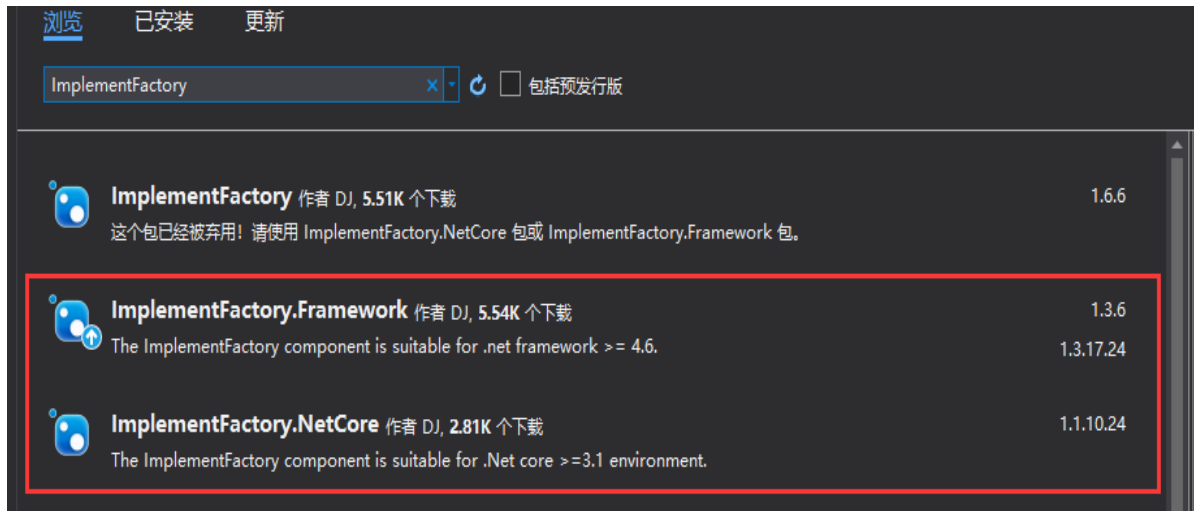 浏览 已安装 更新
ImplementFactory 包括预发行版
ImplementFactory 作者 DJ, 5.51K 个下载 1.6.6
这个包已经被弃用！请使用 ImplementFactory.NetCore 包或 ImplementFactory.Framework 包。
ImplementFactory.Framework 作者 DJ, 5.54K 个下载 1.3.6
The ImplementFactory component is suitable for .net framework >= 4.6. 1.3.17.24
ImplementFactory.NetCore 作者 DJ, 2.81K 个下载 1.1.10.24
The ImplementFactory component is suitable for .Net core >=3.1 environment.